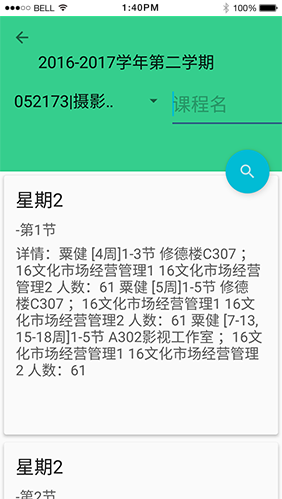 BELL 1:40PM 100%
2016-2017学年第二学期
052173|摄影.. 课程名
星期2
-第1节
详情：粟健 [4周]1-3节 修德楼C307 ；
16文化市场经营管理1 16文化市场经营
管理2 人数：61 粟健 [5周]1-5节 修德
楼C307 ；16文化市场经营管理1 16文
化市场经营管理2 人数：61 粟健 [7-13,
15-18周]1-5节 A302影视工作室 ；16文
化市场经营管理1 16文化市场经营管理
2 人数：61
星期2
-第2节